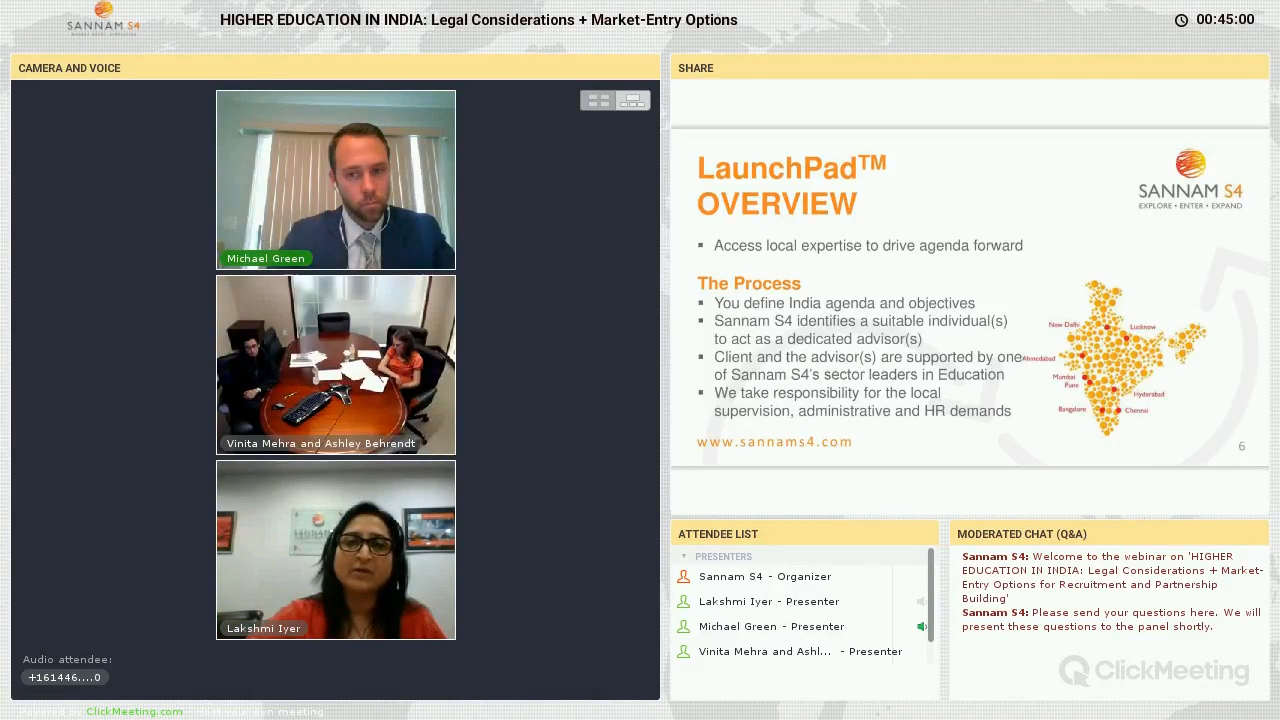 SANNAM S4
HIGHER EDUCATION IN INDIA: Legal Considerations + Market-Entry Options
00:45:00
CAMERA AND VOICE
Michael Green
Vinita Mehra and Ashley Behrendt
Lakshmi Iyer
Audio attendee:
+161446....0
ClickMeeting.com
SHARE
LaunchPad™
OVERVIEW
SANNAM S4
EXPLORE • ENTER • EXPAND
▪ Access local expertise to drive agenda forward
The Process
▪ You define India agenda and objectives
▪ Sannam S4 identifies a suitable individual(s)
to act as a dedicated advisor(s)
▪ Client and the advisor(s) are supported by one
of Sannam S4's sector leaders in Education
▪ We take responsibility for the local
supervision, administrative and HR demands
New Delhi
Lucknow
Ahmedabad
Mumbai
Pune
Hyderabad
Bangalore
Chennai
www.sannams4.com
6
ATTENDEE LIST
PRESENTERS
Sannam S4 - Organizer
Lakshmi Iyer - Presenter
Michael Green - Presenter
Vinita Mehra and Ashl... - Presenter
MODERATED CHAT (Q&A)
Sannam S4: Welcome to the webinar on 'HIGHER
EDUCATION IN INDIA: Legal Considerations + Market-
Entry Options for Recruitment and Partnership
Building'
Sannam S4: Please send your questions here. We will
present these questions to the panel shortly.
ClickMeeting